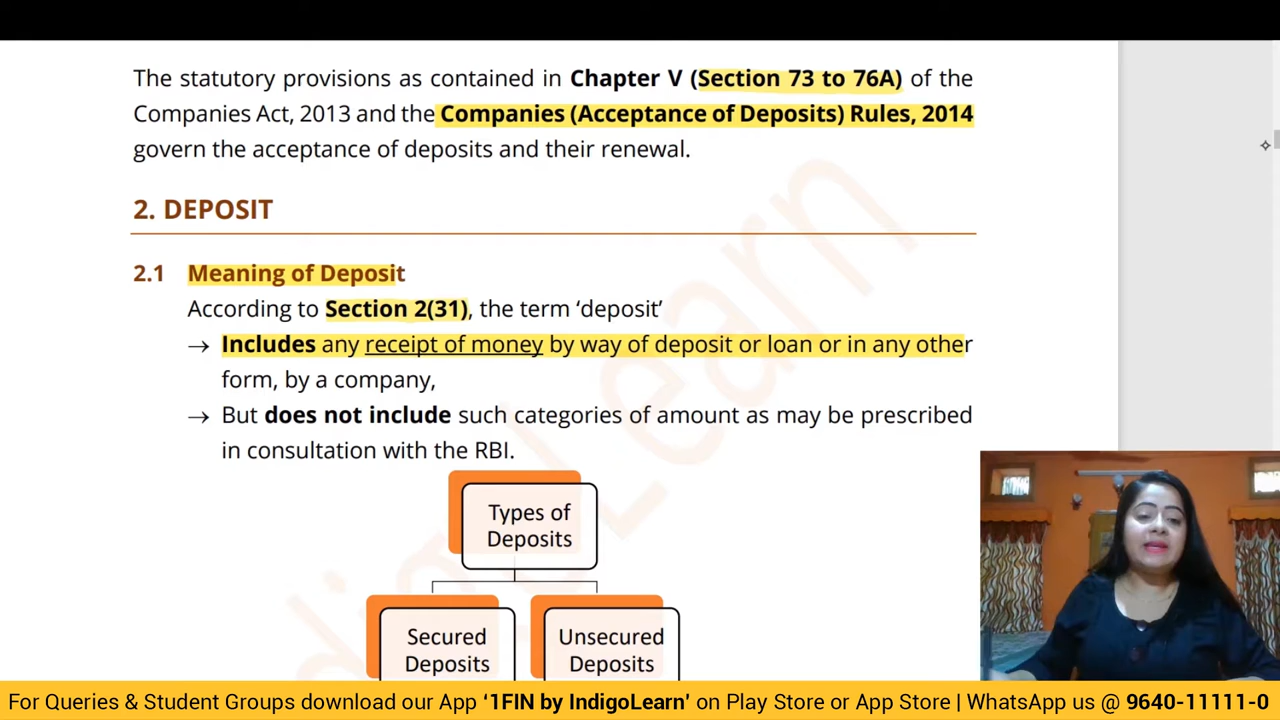 The statutory provisions as contained in Chapter V (Section 73 to 76A) of the
Companies Act, 2013 and the Companies (Acceptance of Deposits) Rules, 2014
govern the acceptance of deposits and their renewal.
2. DEPOSIT
2.1 Meaning of Deposit
According to Section 2(31), the term ‘deposit’
→ Includes any receipt of money by way of deposit or loan or in any other
form, by a company,
→ But does not include such categories of amount as may be prescribed
in consultation with the RBI.
Types of
Deposits
Secured
Deposits
Unsecured
Deposits
For Queries & Student Groups download our App ‘1FIN by IndigoLearn’ on Play Store or App Store | WhatsApp us @ 9640-11111-0